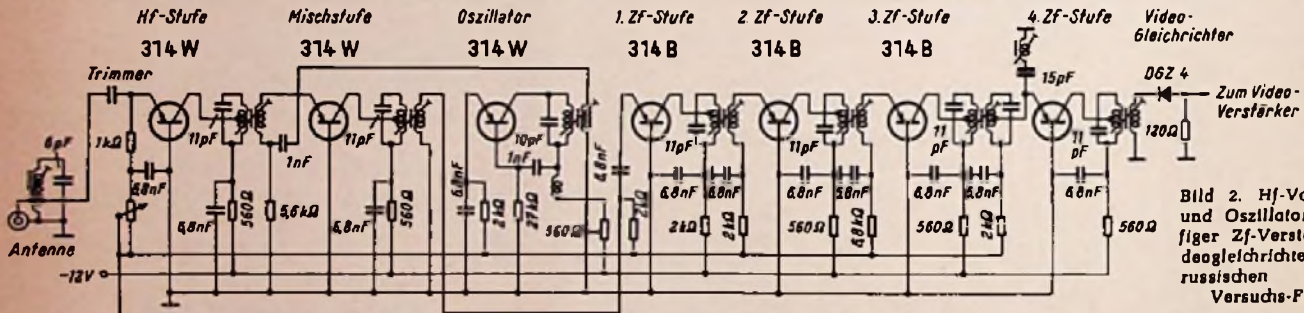 Hf-Stufe
314 W
Mischstufe
314 W
Oszillator
314 W
1. Zf-Stufe
314 B
2. Zf-Stufe
314 B
3. Zf-Stufe
314 B
4. Zf-Stufe
Video-
Gleichrichter
Trimmer
15pF
DGZ 4
Zum Video-
Verstärker
6pF
1kΩ
11pF
1nF
11pF
10pF
1nF
11pF
11pF
11
pF
11
pF
120Ω
6,8nF
6,8nF
560Ω
5,6kΩ
6,8nF
560Ω
6,8nF
2kΩ
27kΩ
560Ω
6,8nF
2kΩ
6,8nF
6,8nF
2kΩ
2kΩ
6,8nF
6,8nF
560Ω
6,8kΩ
6,8nF
6,8nF
560Ω
2kΩ
6,8nF
560Ω
Antenne
-12V
Bild 2. Hf-Vo
und Oszillator
figer Zf-Verst
deogleichrichte
russischen
Versuchs-F